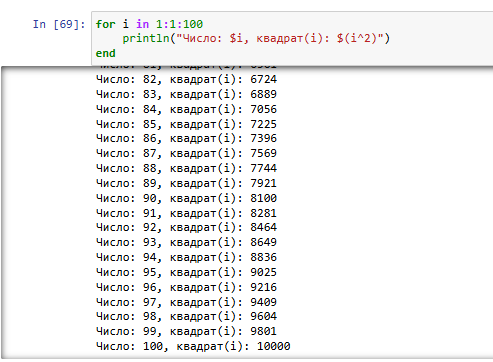 In [69]: for i in 1:1:100
println("Число: $i, квадрат(i): $(i^2)")
end
Число: 82, квадрат(i): 6724
Число: 83, квадрат(i): 6889
Число: 84, квадрат(i): 7056
Число: 85, квадрат(i): 7225
Число: 86, квадрат(i): 7396
Число: 87, квадрат(i): 7569
Число: 88, квадрат(i): 7744
Число: 89, квадрат(i): 7921
Число: 90, квадрат(i): 8100
Число: 91, квадрат(i): 8281
Число: 92, квадрат(i): 8464
Число: 93, квадрат(i): 8649
Число: 94, квадрат(i): 8836
Число: 95, квадрат(i): 9025
Число: 96, квадрат(i): 9216
Число: 97, квадрат(i): 9409
Число: 98, квадрат(i): 9604
Число: 99, квадрат(i): 9801
Число: 100, квадрат(i): 10000